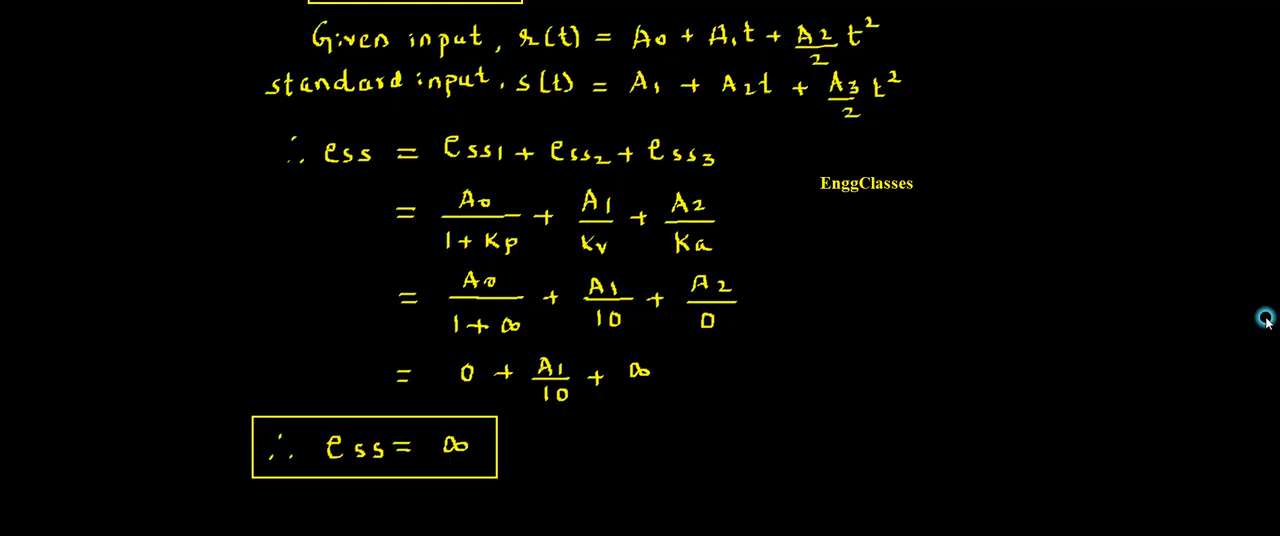 Given input, r(t) = A0 + A1t + A2/2 t²
standard input, s(t) = A1 + A2t + A3/2 t²
∴ ess = ess1 + ess2 + ess3
EnggClasses
= A0/1+Kp + A1/Kv + A2/Ka
= A0/1+∞ + A1/10 + A2/0
= 0 + A1/10 + ∞
∴ ess = ∞